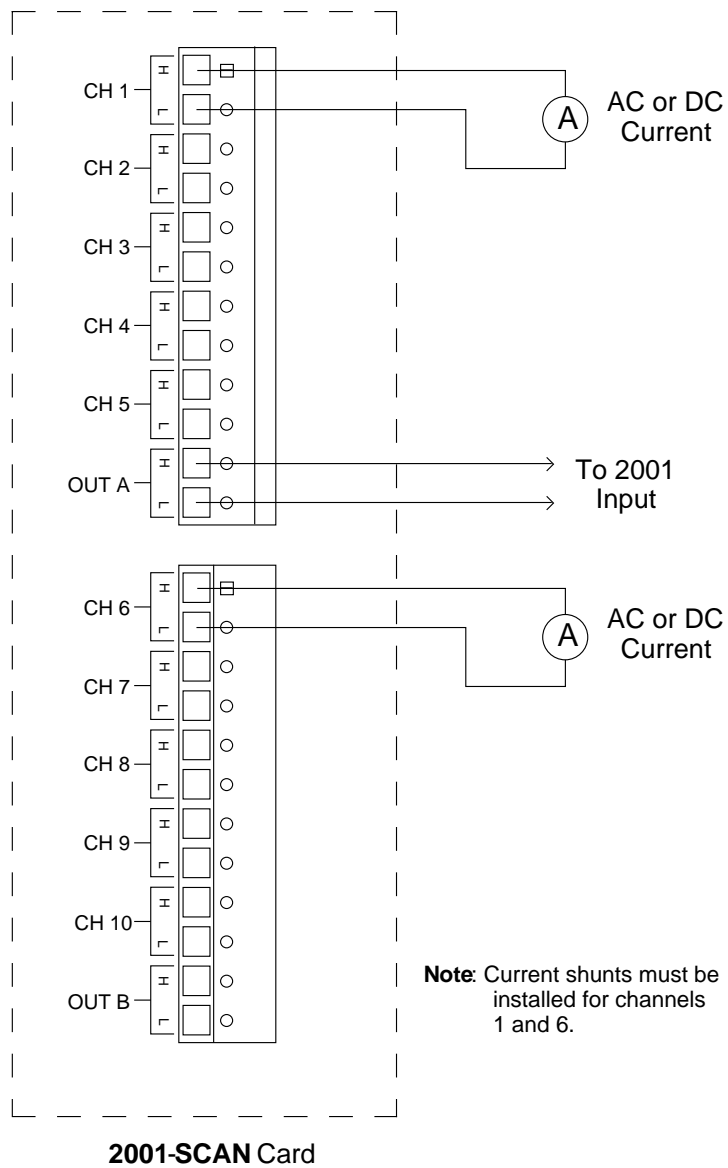 H
CH 1
L
AC or DC
Current
A
H
CH 2
L
H
CH 3
L
H
CH 4
L
H
CH 5
L
H
OUT A
L
To 2001
Input
H
CH 6
L
AC or DC
Current
A
H
CH 7
L
H
CH 8
L
H
CH 9
L
H
CH 10
L
H
OUT B
L
Note: Current shunts must be
installed for channels
1 and 6.
2001-SCAN Card